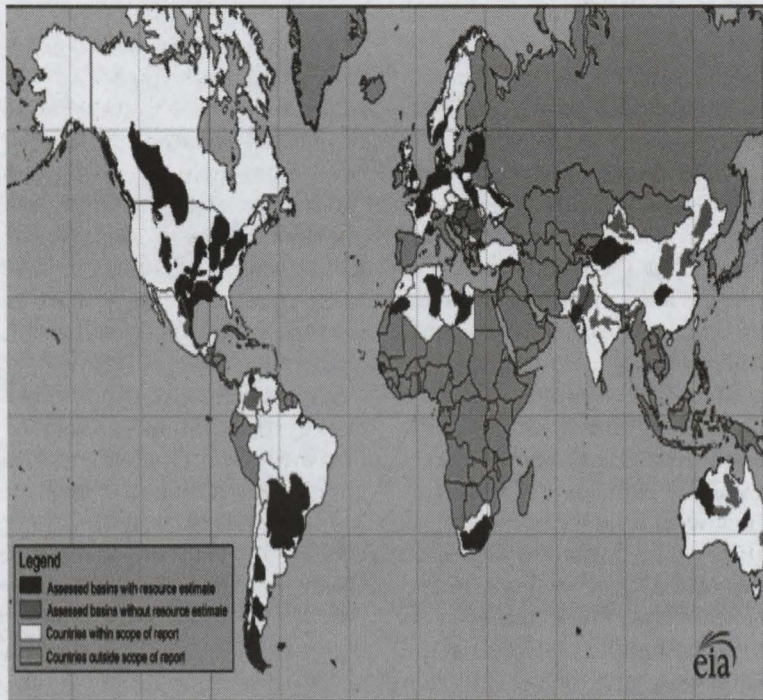 Legend
Assessed basins with resource estimate
Assessed basins without resource estimate
Countries within scope of report
Countries outside scope of report
eia